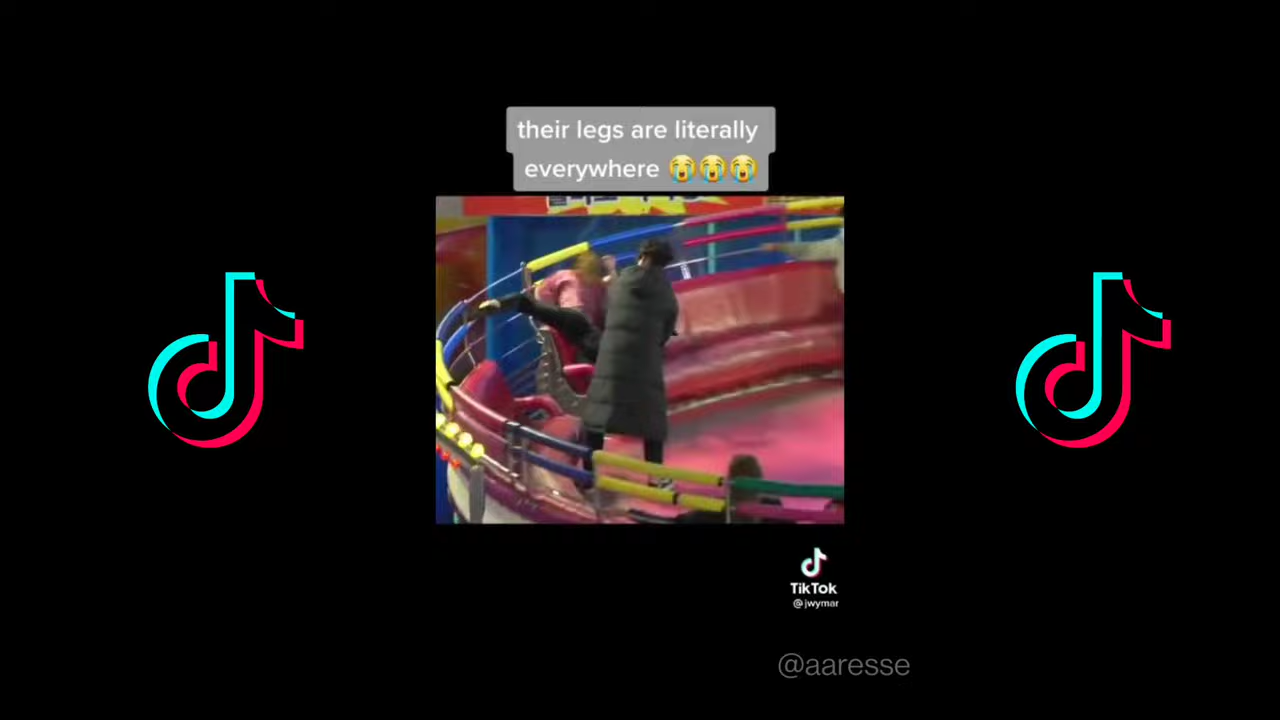 their legs are literally
everywhere 😭😭😭
TikTok
@jwymar
@aaresse